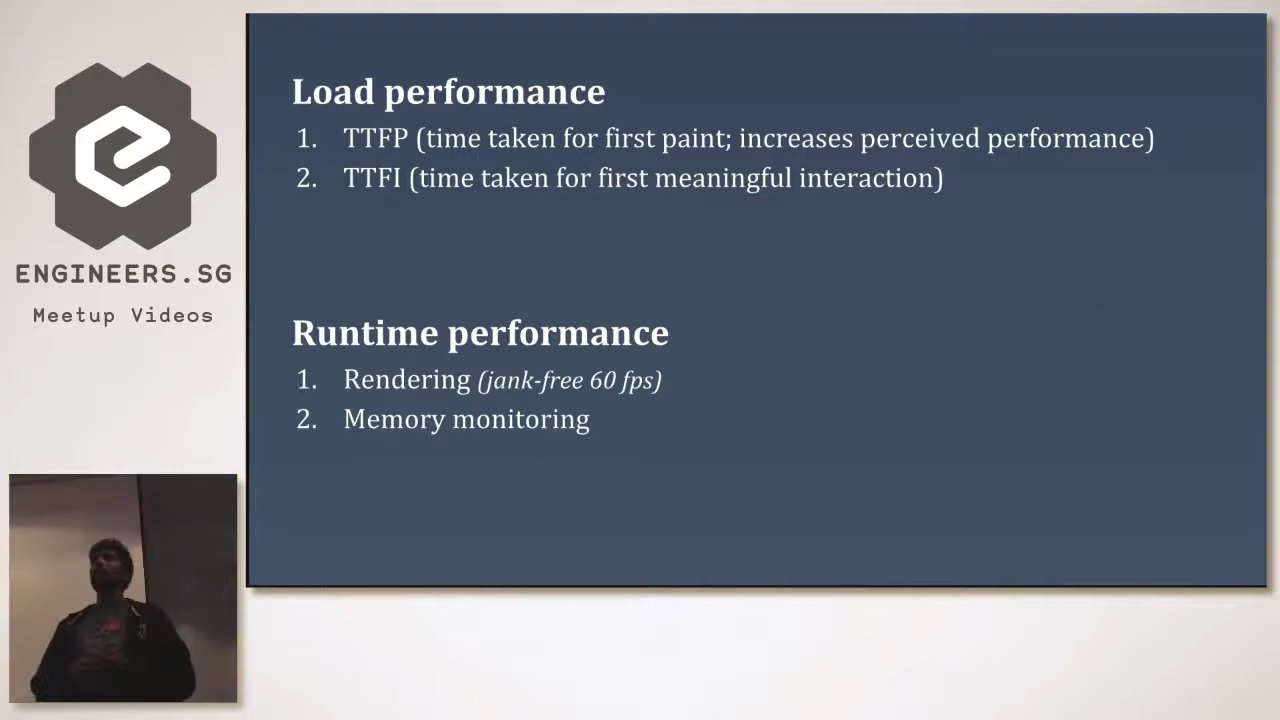 ENGINEERS.SG
Meetup Videos
Load performance
1. TTFP (time taken for first paint; increases perceived performance)
2. TTFI (time taken for first meaningful interaction)
Runtime performance
1. Rendering (jank-free 60 fps)
2. Memory monitoring